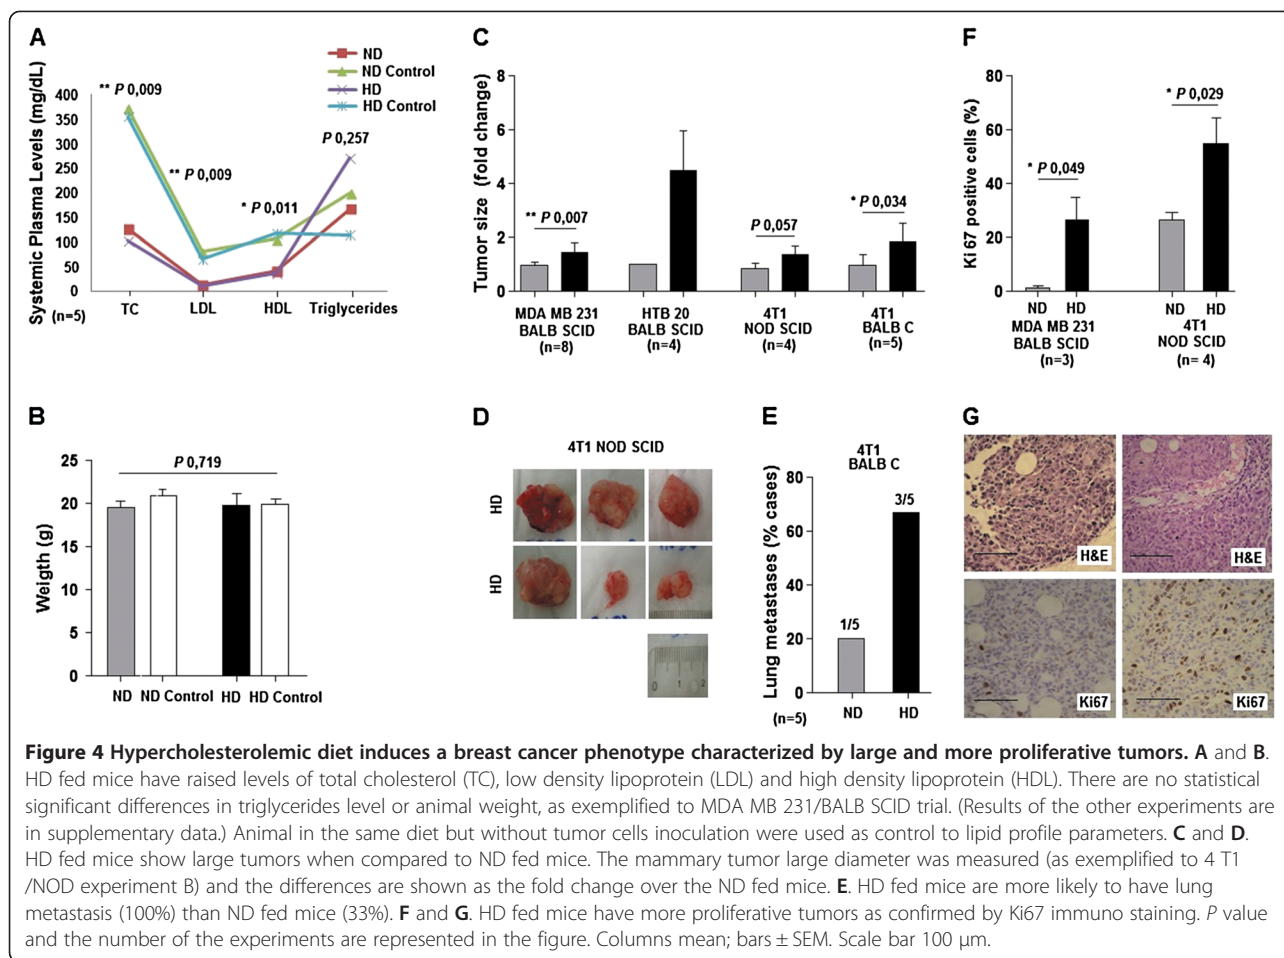 A
ND
ND Control
HD
HD Control
Systemic Plasma Levels (mg/dL)
400
350
300
250
200
150
100
50
0
** P 0,009
** P 0,009
* P 0,011
P 0,257
(n=5)
TC
LDL
HDL
Triglycerides
C
Tumor size (fold change)
8
6
4
2
0
** P 0,007
P 0,057
* P 0,034
MDA MB 231
BALB SCID
(n=8)
HTB 20
BALB SCID
(n=4)
4T1
NOD SCID
(n=4)
4T1
BALB C
(n=5)
F
Ki 67 positive cells (%)
80
60
40
20
0
* P 0,049
* P 0,029
ND HD
MDA MB 231
BALB SCID
(n=3)
ND HD
4T1
NOD SCID
(n= 4)
B
Weigth (g)
25
20
15
10
5
0
P 0,719
ND
ND Control
HD
HD Control
D
4T1 NOD SCID
HD
HD
0 1 2
E
4T1
BALB C
Lung metastases (% cases)
80
60
40
20
0
1/5
3/5
(n=5)
ND
HD
G
H&E
H&E
Ki67
Ki67
Figure 4 Hypercholesterolemic diet induces a breast cancer phenotype characterized by large and more proliferative tumors. A and B.
HD fed mice have raised levels of total cholesterol (TC), low density lipoprotein (LDL) and high density lipoprotein (HDL). There are no statistical
significant differences in triglycerides level or animal weight, as exemplified to MDA MB 231/BALB SCID trial. (Results of the other experiments are
in supplementary data.) Animal in the same diet but without tumor cells inoculation were used as control to lipid profile parameters. C and D.
HD fed mice show large tumors when compared to ND fed mice. The mammary tumor large diameter was measured (as exemplified to 4 T1
/NOD experiment B) and the differences are shown as the fold change over the ND fed mice. E. HD fed mice are more likely to have lung
metastasis (100%) than ND fed mice (33%). F and G. HD fed mice have more proliferative tumors as confirmed by Ki67 immuno staining. P value
and the number of the experiments are represented in the figure. Columns mean; bars ± SEM. Scale bar 100 μm.